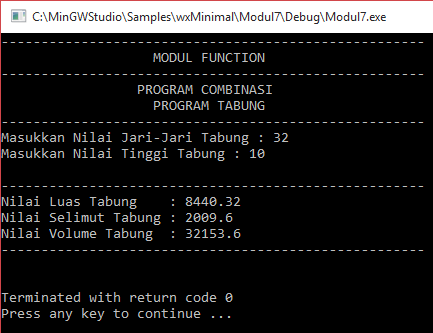 C:\MinGWStudio\Samples\wxMinimal\Modul7\Debug\Modul7.exe
-----------------------------------------------------
MODUL FUNCTION
-----------------------------------------------------
PROGRAM COMBINASI
PROGRAM TABUNG
-----------------------------------------------------
Masukkan Nilai Jari-Jari Tabung : 32
Masukkan Nilai Tinggi Tabung : 10
-----------------------------------------------------
Nilai Luas Tabung    : 8440.32
Nilai Selimut Tabung : 2009.6
Nilai Volume Tabung  : 32153.6
-----------------------------------------------------
Terminated with return code 0
Press any key to continue ...